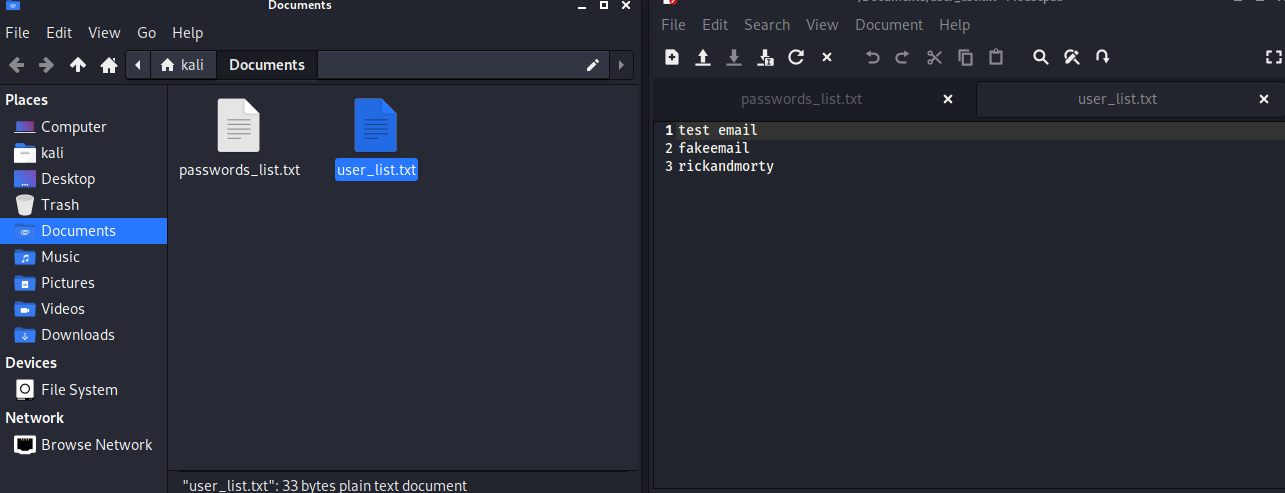 Documents
File Edit View Go Help
kali Documents
Places
Computer
kali
Desktop
Trash
Documents
Music
Pictures
Videos
Downloads
Devices
File System
Network
Browse Network
passwords_list.txt user_list.txt
"user_list.txt": 33 bytes plain text document
File Edit Search View Document Help
passwords_list.txt user_list.txt
1 test email
2 fakeemail
3 rickandmorty